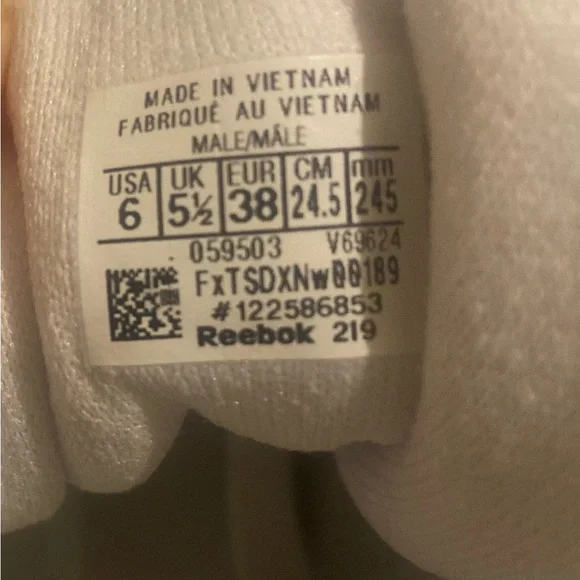 MADE IN VIETNAM
FABRIQUÉ AU VIETNAM
MALE/MÂLE
USA UK EUR CM mm
6 5½ 38 24.5 245
059503 V69624
FxTSDXNw00189
#122586853
Reebok 219